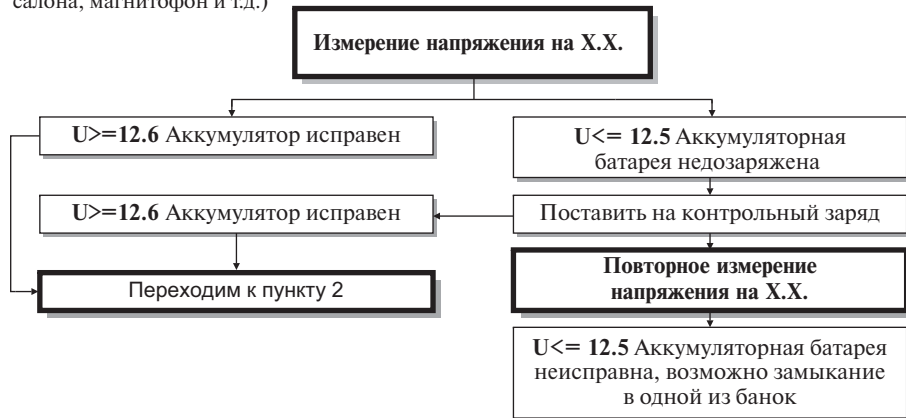 салона, магнитофон и т.д.)
Измерение напряжения на Х.Х.
U>=12.6 Аккумулятор исправен
U<= 12.5 Аккумуляторная
батарея недозаряжена
U>=12.6 Аккумулятор исправен
Поставить на контрольный заряд
Переходим к пункту 2
Повторное измерение
напряжения на Х.Х.
U<= 12.5 Аккумуляторная батарея
неисправна, возможно замыкание
в одной из банок